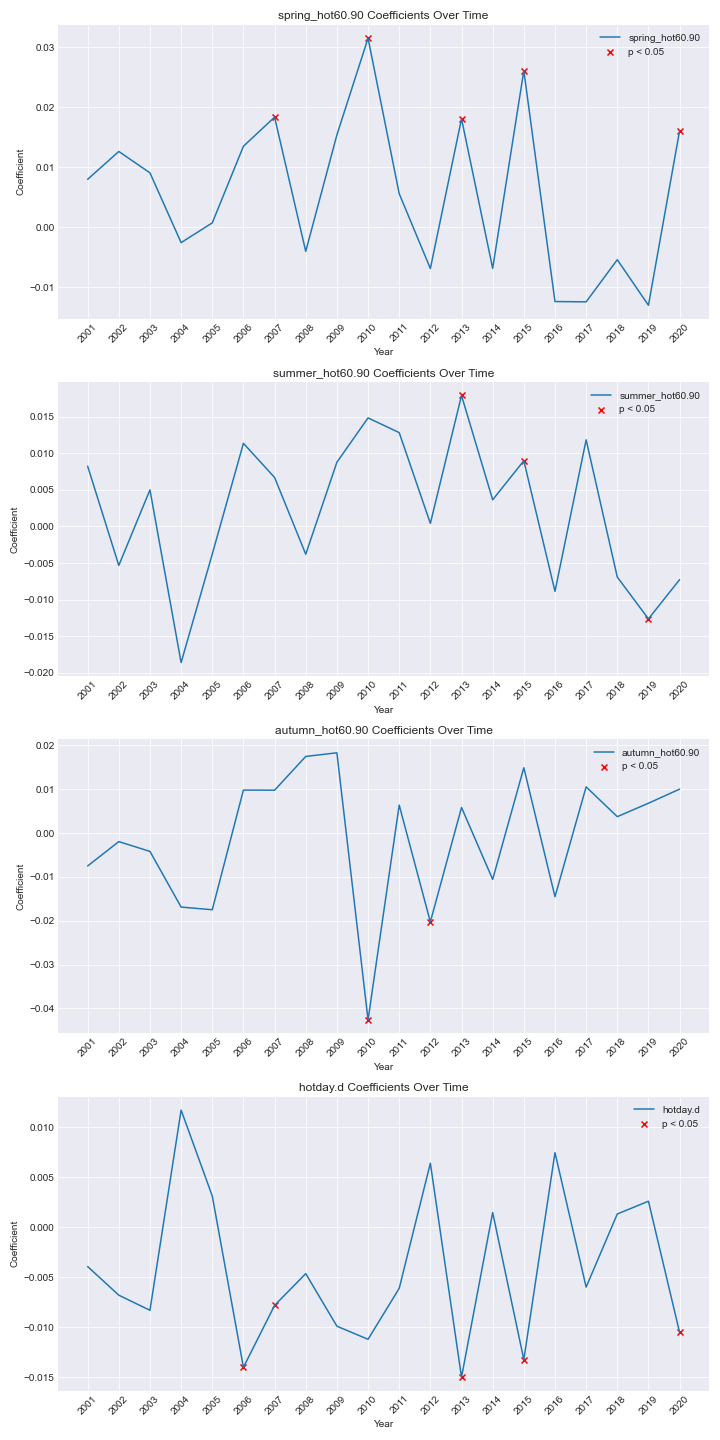 spring_hot60.90 Coefficients Over Time
spring_hot60.90
p < 0.05
0.03
0.02
0.01
0.00
−0.01
Coefficient
2001 2002 2003 2004 2005 2006 2007 2008 2009 2010 2011 2012 2013 2014 2015 2016 2017 2018 2019 2020
Year
summer_hot60.90 Coefficients Over Time
summer_hot60.90
p < 0.05
0.015
0.010
0.005
0.000
−0.005
−0.010
−0.015
−0.020
Coefficient
2001 2002 2003 2004 2005 2006 2007 2008 2009 2010 2011 2012 2013 2014 2015 2016 2017 2018 2019 2020
Year
autumn_hot60.90 Coefficients Over Time
autumn_hot60.90
p < 0.05
0.02
0.01
0.00
−0.01
−0.02
−0.03
−0.04
Coefficient
2001 2002 2003 2004 2005 2006 2007 2008 2009 2010 2011 2012 2013 2014 2015 2016 2017 2018 2019 2020
Year
hotday.d Coefficients Over Time
hotday.d
p < 0.05
0.010
0.005
0.000
−0.005
−0.010
−0.015
Coefficient
2001 2002 2003 2004 2005 2006 2007 2008 2009 2010 2011 2012 2013 2014 2015 2016 2017 2018 2019 2020
Year